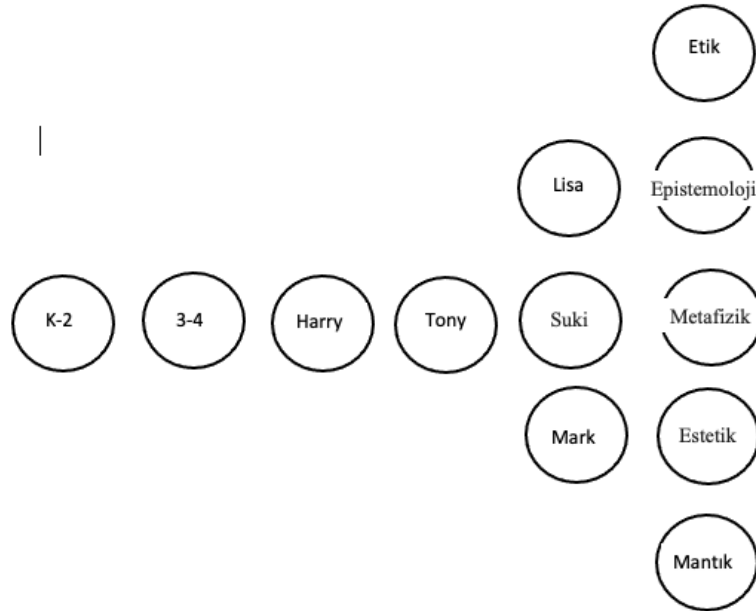 Etik
Lisa
Epistemoloji
K-2
3-4
Harry
Tony
Suki
Metafizik
Mark
Estetik
Mantık